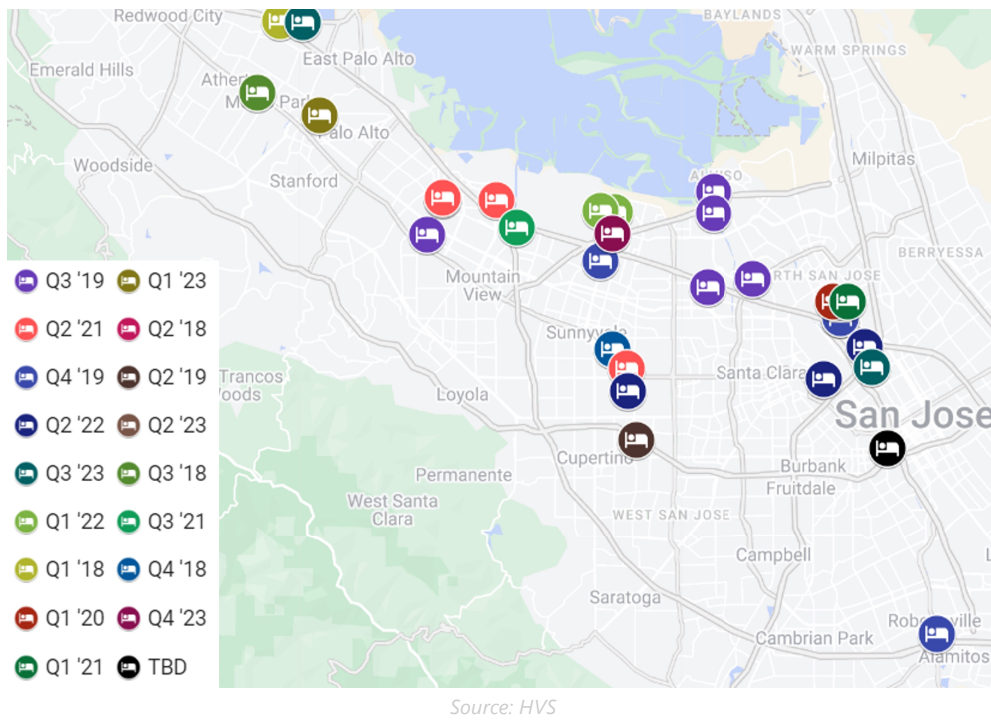 Redwood City
BAYLANDS
WARM SPRINGS
East Palo Alto
Emerald Hills
Palo Alto
Woodside
Stanford
Milpitas
ALVISO
BERRYESSA
Mountain
View
Sunnyvale
Santa Clara
Loyola
San Jose
Cupertino
Burbank
Fruitdale
Permanente
West Santa
Clara
WEST SAN JOSE
Campbell
Saratoga
Cambrian Park
Alamitos
Q3 '19 Q1 '23
Q2 '21 Q2 '18
Q4 '19 Q2 '19
Q2 '22 Q2 '23
Q3 '23 Q3 '18
Q1 '22 Q3 '21
Q1 '18 Q4 '18
Q1 '20 Q4 '23
Q1 '21 TBD
Source: HVS